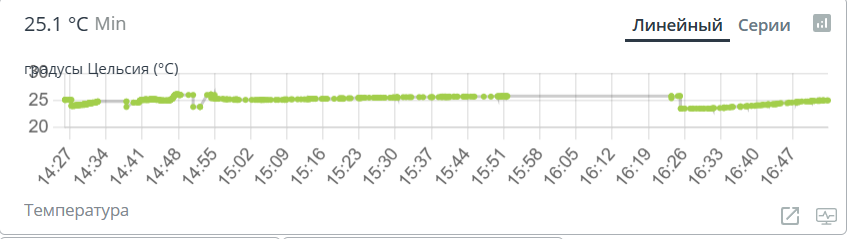 25.1 °C Min
Линейный Серии
градусы Цельсия (°C)
30
25
20
14:27 14:34 14:41 14:48 14:55 15:02 15:09 15:16 15:23 15:30 15:37 15:44 15:51 15:58 16:05 16:12 16:19 16:26 16:33 16:40 16:47
Температура